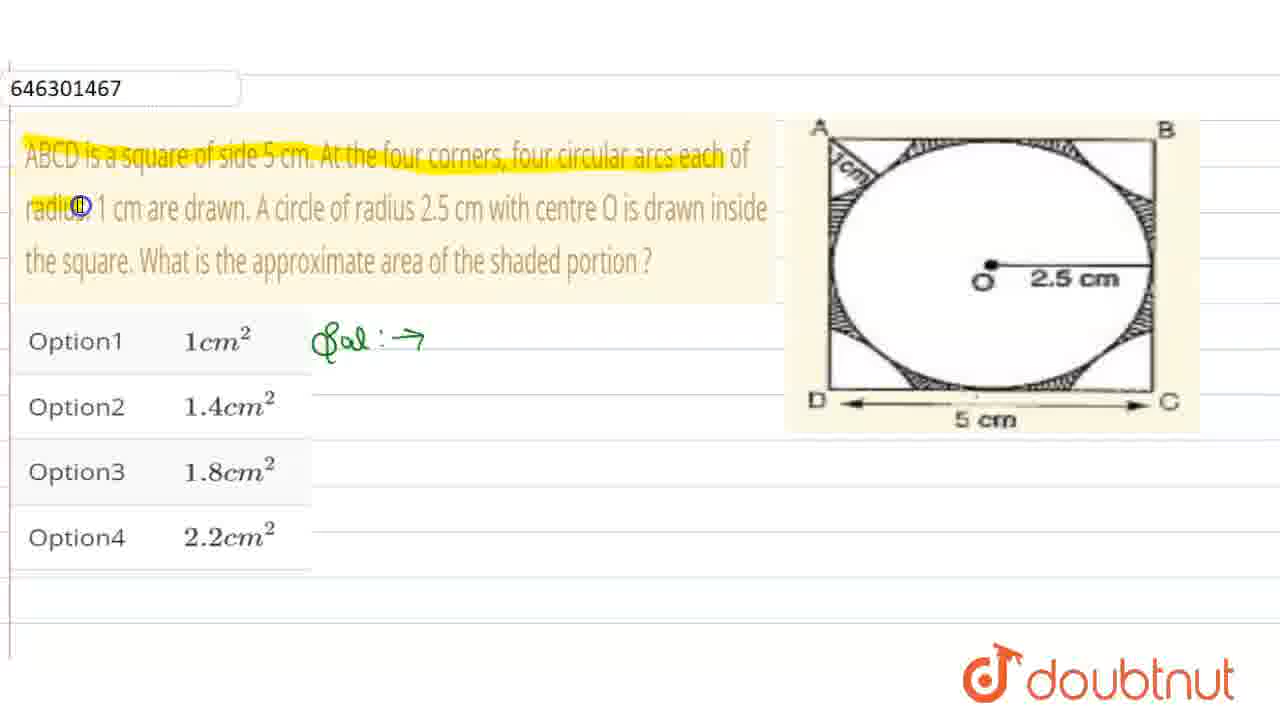 646301467
ABCD is a square of side 5 cm. At the four corners, four circular arcs each of
radius 1 cm are drawn. A circle of radius 2.5 cm with centre O is drawn inside
the square. What is the approximate area of the shaded portion ?
Option1 1cm²
Option2 1.4cm²
Option3 1.8cm²
Option4 2.2cm²
Sol :→
A B
1cm
O 2.5 cm
D C
5 cm
doubtnut